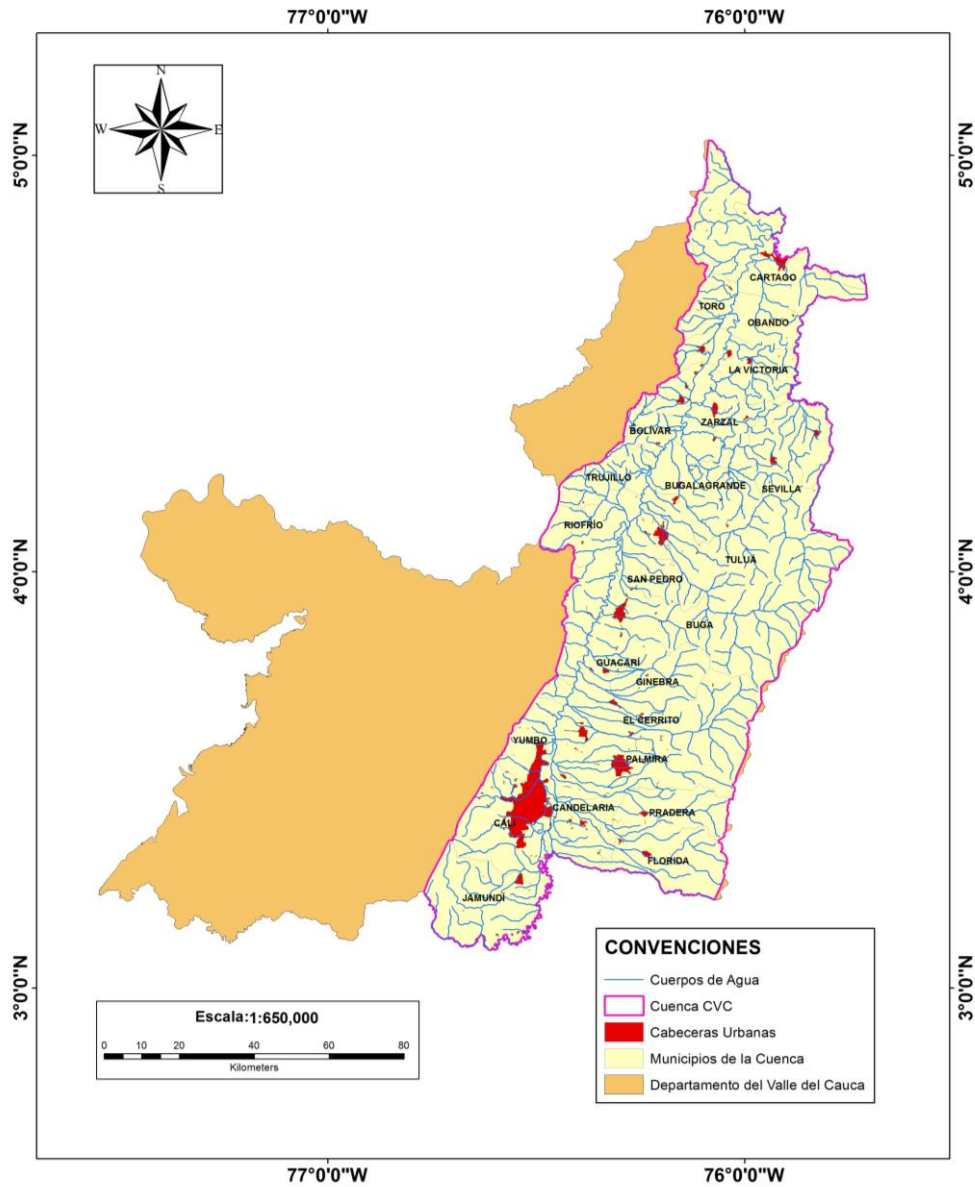 77°0'0"W
76°0'0"W
N
W
E
S
5°0'0"N
5°0'0"N
CARTAGO
TORO
OBANDO
LA VICTORIA
ZARZAL
BOLÍVAR
TRUJILLO
BUGALAGRANDE
SEVILLA
RIOFRÍO
4°0'0"N
4°0'0"N
TULUA
SAN PEDRO
BUGA
GUACARÍ
GINEBRA
EL CERRITO
YUMBO
PALMIRA
CANDELARIA
PRADERA
CALI
FLORIDA
JAMUNDÍ
3°0'0"N
3°0'0"N
CONVENCIONES
Cuerpos de Agua
Cuenca CVC
Cabeceras Urbanas
Municipios de la Cuenca
Departamento del Valle del Cauca
Escala:1:650,000
0 10 20 40 60 80
Kilometers
77°0'0"W
76°0'0"W